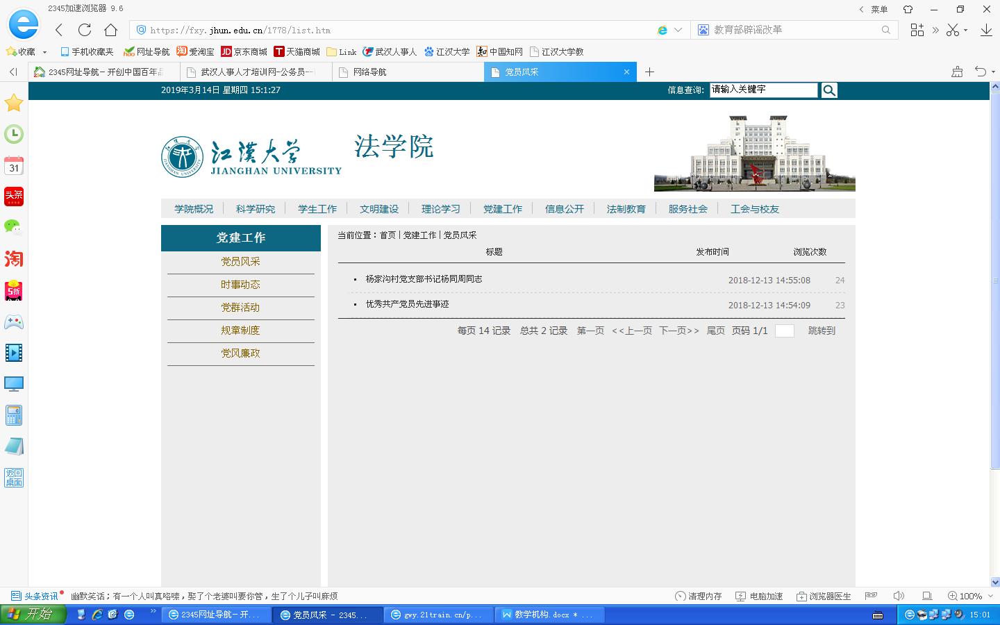 2345加速浏览器 9.6
菜单
https://fxy.jhun.edu.cn/1778/list.htm
教育部辟谣改革
收藏 手机收藏夹 网址导航 爱淘宝 京东商城 天猫商城 Link 武汉人事人 江汉大学 中国知网 江汉大学教
2345网址导航－开创中国百年品 武汉人事人才培训网-公务员-- 网络导航 党员风采
2019年3月14日 星期四 15:1:27
信息查询: 请输入关键字
江漢大学
JIANGHAN UNIVERSITY
法学院
学院概况 科学研究 学生工作 文明建设 理论学习 党建工作 信息公开 法制教育 服务社会 工会与校友
党建工作
党员风采
时事动态
党群活动
规章制度
党风廉政
当前位置：首页 | 党建工作 | 党员风采
标题 发布时间 浏览次数
杨家沟村党支部书记杨同周同志 2018-12-13 14:55:08 24
优秀共产党员先进事迹 2018-12-13 14:54:09 23
每页 14 记录 总共 2 记录 第一页 <<上一页 下一页>> 尾页 页码 1/1 跳转到
31
头条
淘
5折
返回
桌面
头条资讯 幽默笑话；有一个人叫真咯嗦，娶了个老婆叫要你管，生了个儿子叫麻烦
清理内存 电脑加速 浏览器医生 100%
开始 2345网址导航－开... 党员风采 - 2345... gwy.21train.cn/p... 教学机构.docx * ... 15:01